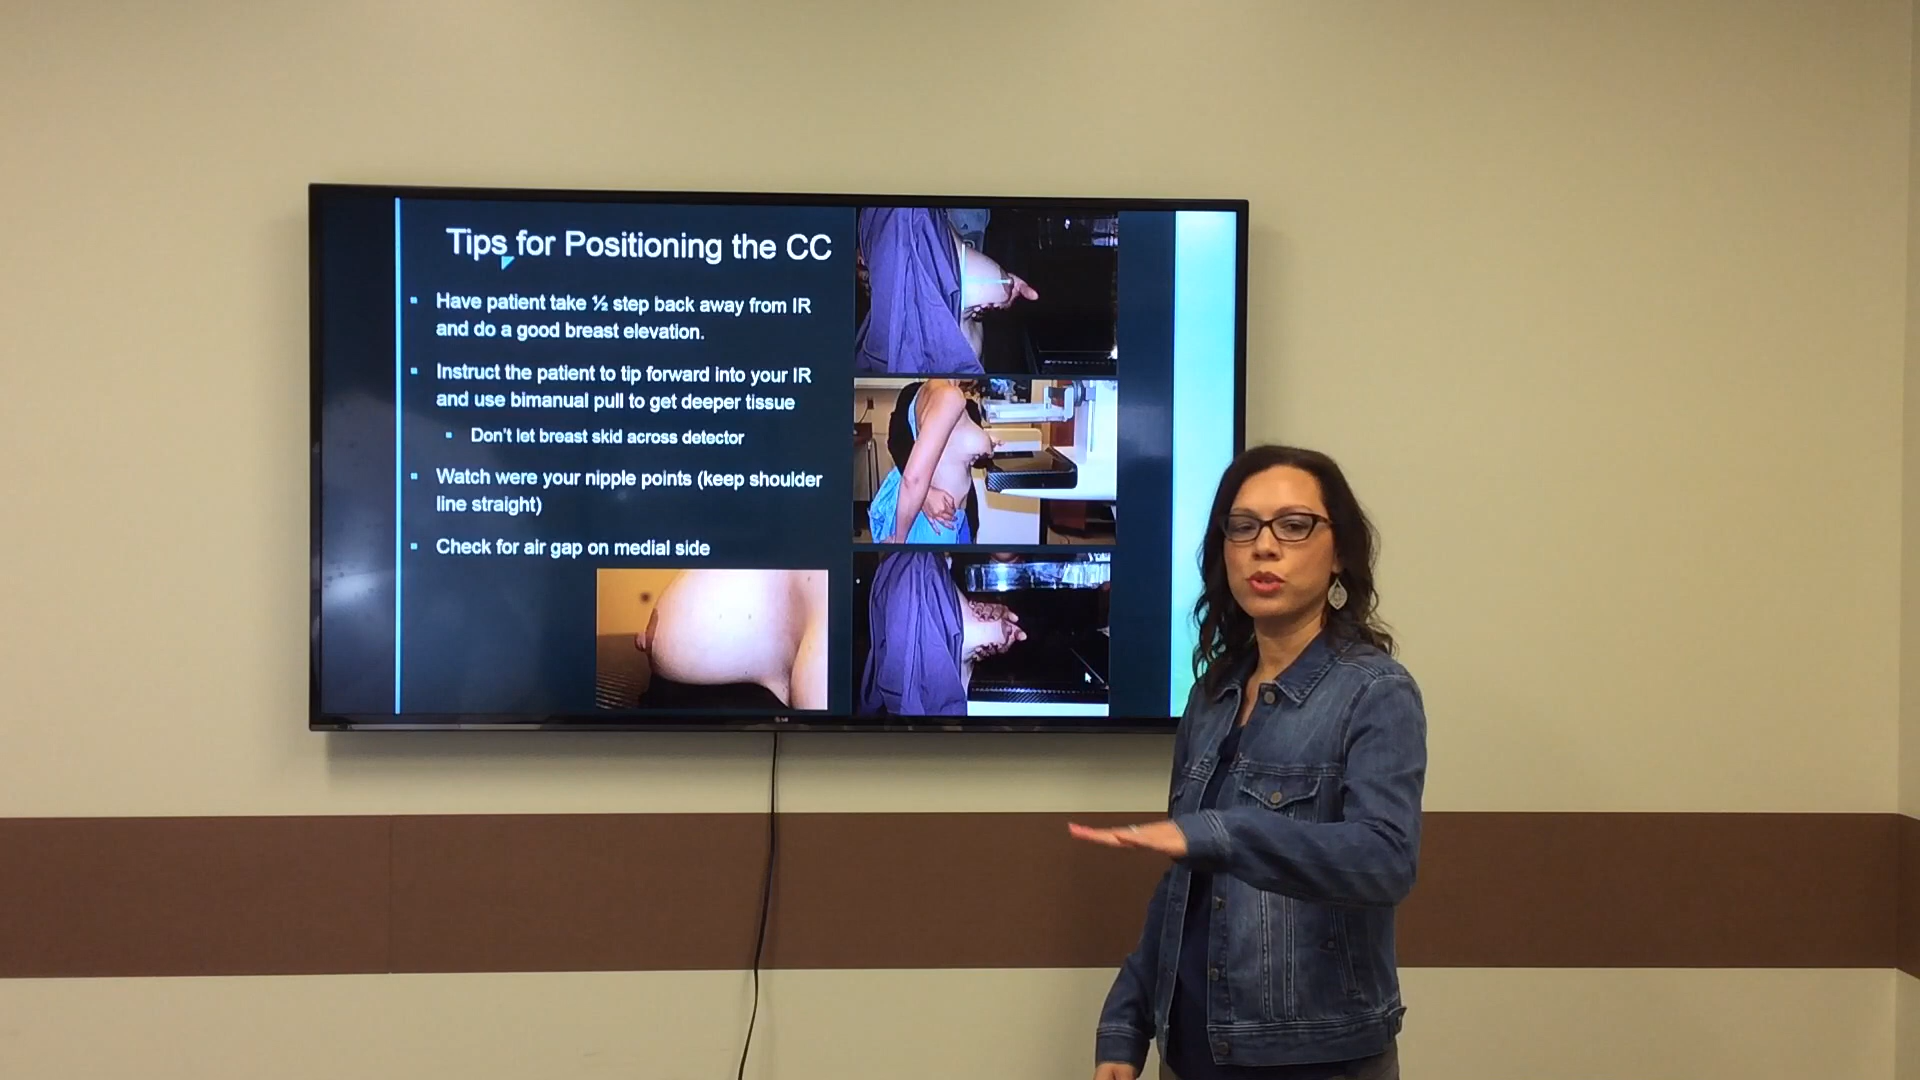 Tips for Positioning the CC
Have patient take ½ step back away from IR
and do a good breast elevation.
Instruct the patient to tip forward into your IR
and use bimanual pull to get deeper tissue
Don't let breast skid across detector
Watch were your nipple points (keep shoulder
line straight)
Check for air gap on medial side
LG